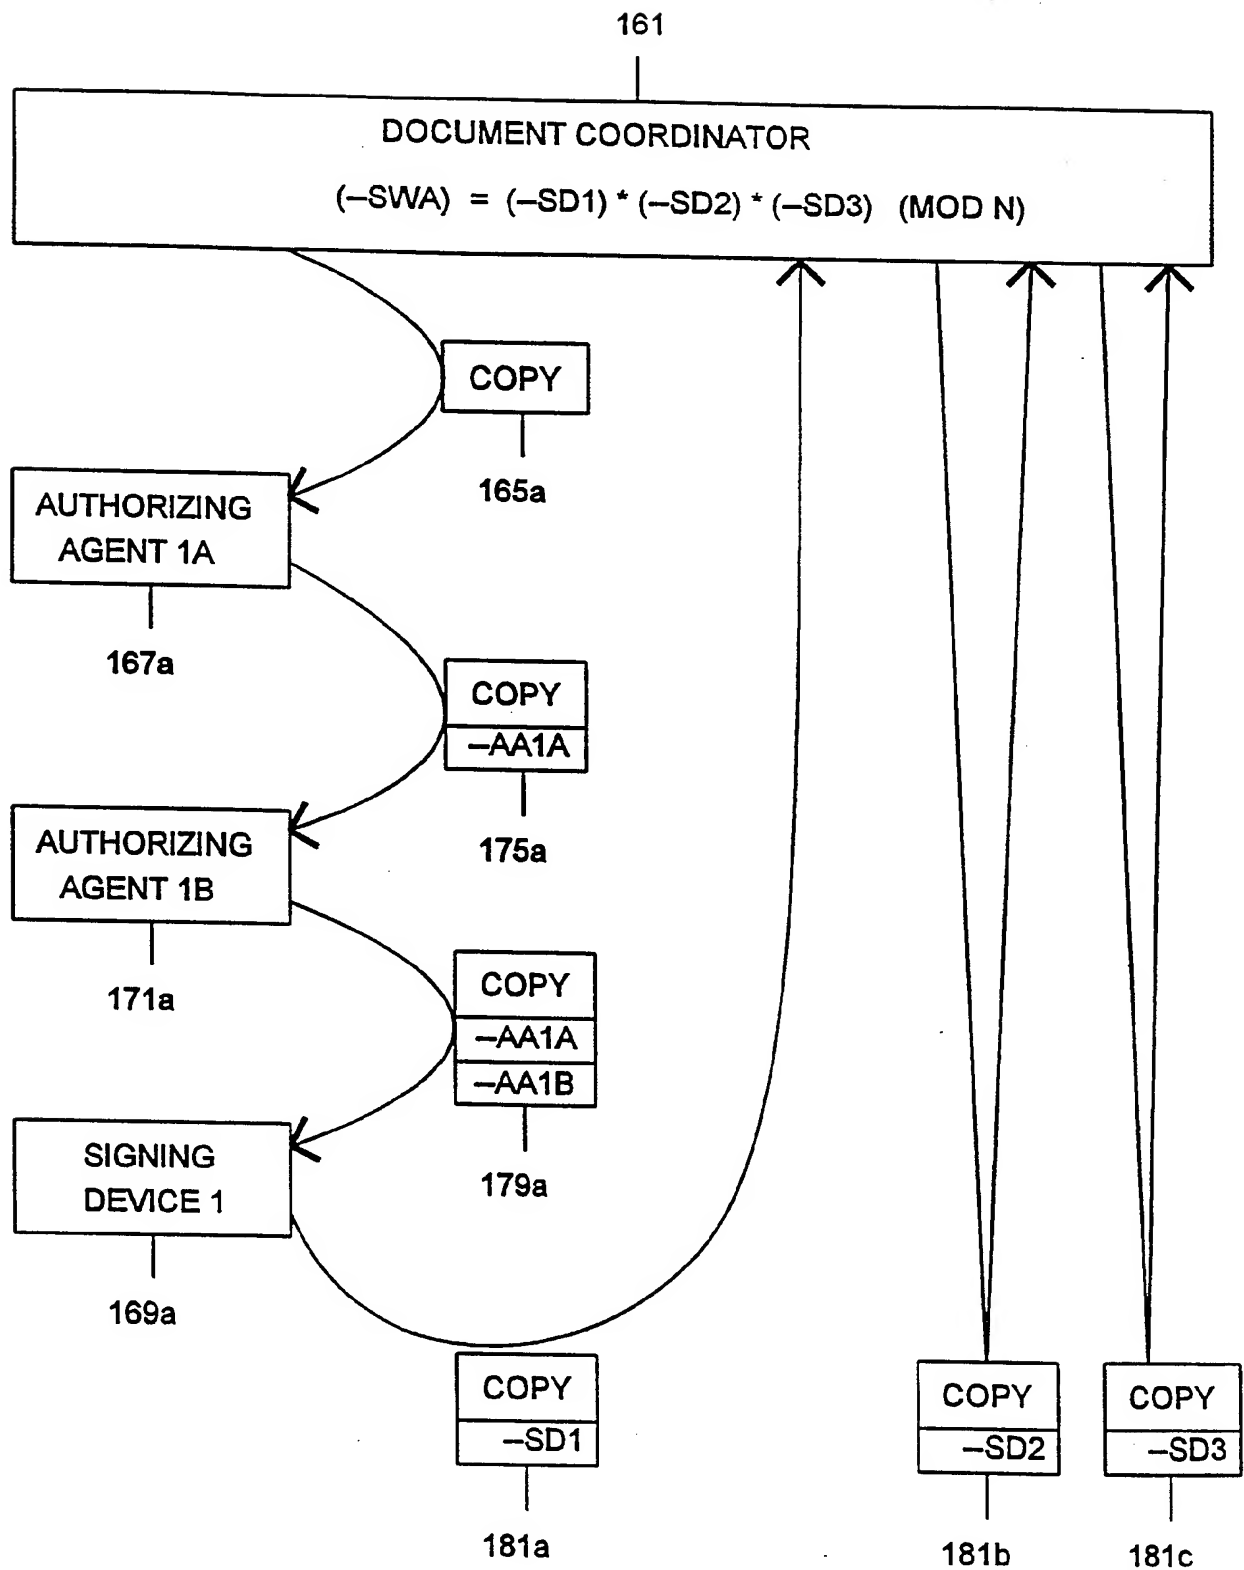 161
DOCUMENT COORDINATOR
(–SWA) = (–SD1) * (–SD2) * (–SD3) (MOD N)
COPY
165a
AUTHORIZING
AGENT 1A
167a
COPY
–AA1A
175a
AUTHORIZING
AGENT 1B
171a
COPY
–AA1A
–AA1B
179a
SIGNING
DEVICE 1
169a
COPY
–SD1
181a
COPY
–SD2
181b
COPY
–SD3
181c